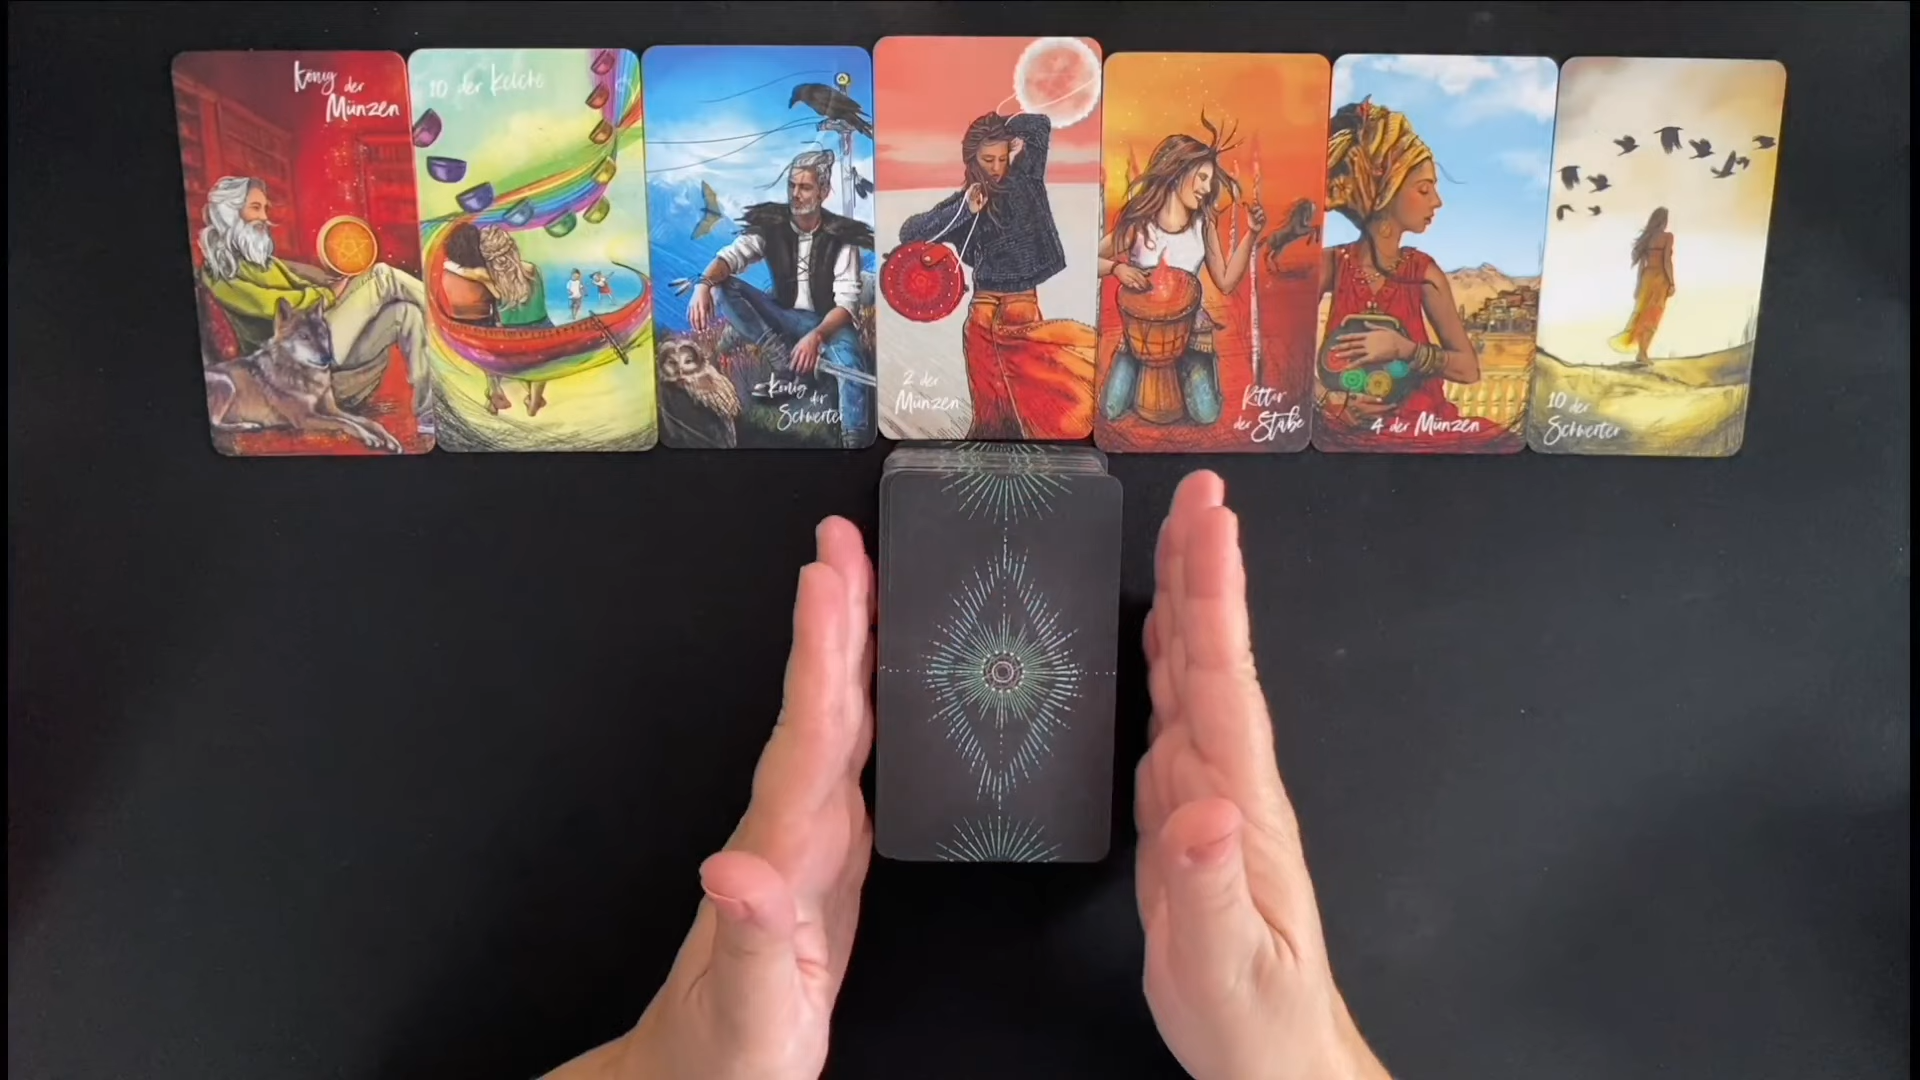 König
der
Münzen
10 der Kelche
König
der
Schwerter
2 der
Münzen
Ritter
der Stäbe
4 der Münzen
10 der
Schwerter